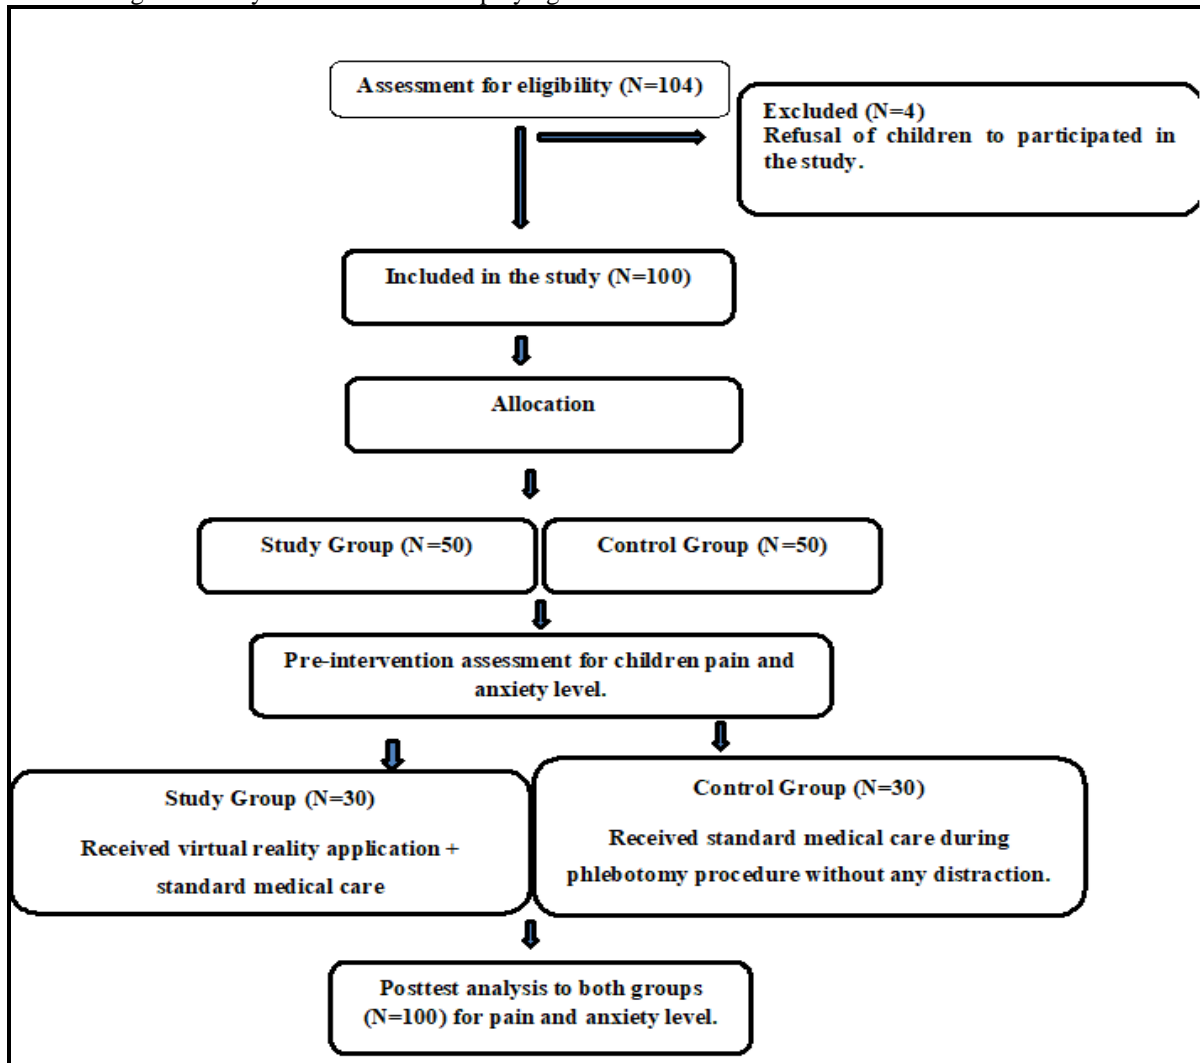 Assessment for eligibility (N=104)
Excluded (N=4)
Refusal of children to participated in
the study.
Included in the study (N=100)
Allocation
Study Group (N=50)
Control Group (N=50)
Pre-intervention assessment for children pain and
anxiety level.
Study Group (N=30)
Received virtual reality application +
standard medical care
Control Group (N=30)
Received standard medical care during
phlebotomy procedure without any distraction.
Posttest analysis to both groups
(N=100) for pain and anxiety level.